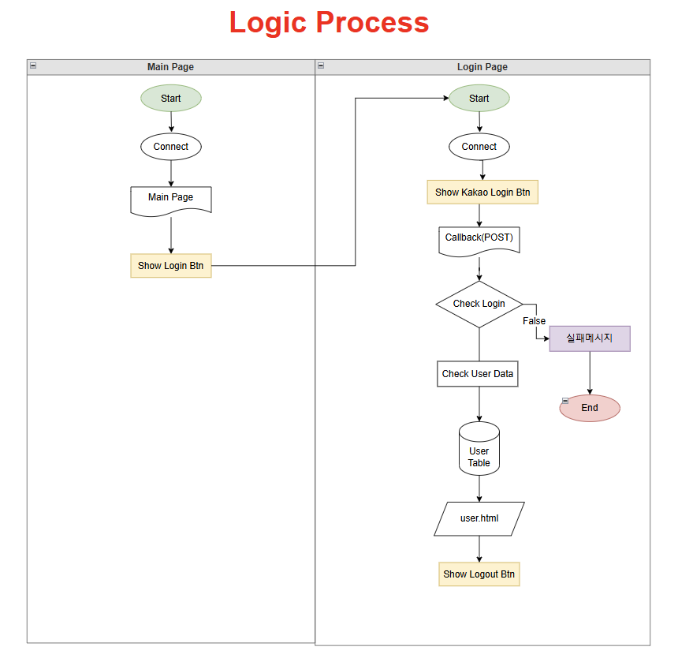 Logic Process
Main Page
Start
Connect
Main Page
Show Login Btn
Login Page
Start
Connect
Show Kakao Login Btn
Callback(POST)
Check Login
False
실패메시지
End
Check User Data
User
Table
user.html
Show Logout Btn